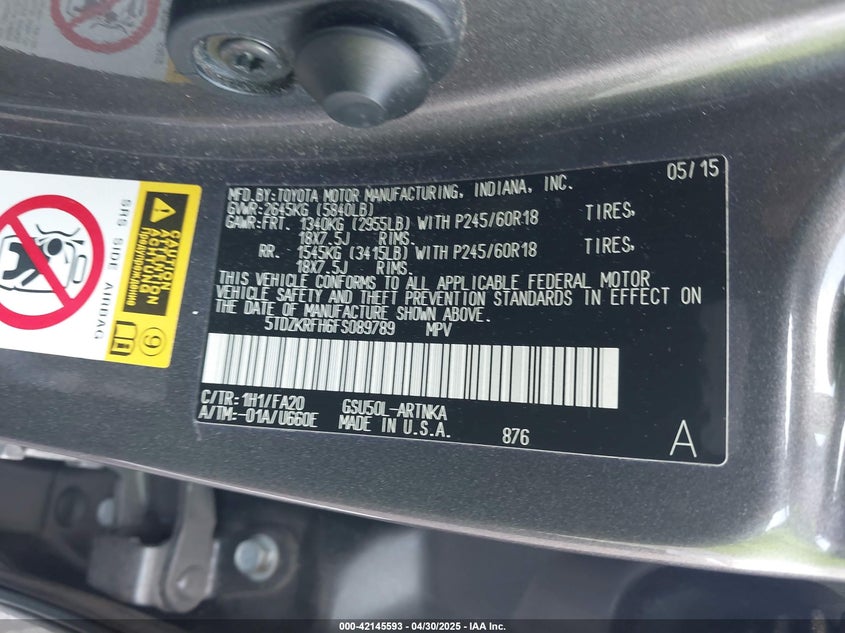 MFD.BY:TOYOTA MOTOR MANUFACTURING, INDIANA, INC. 05/15
GVWR:2645KG (5840LB)
GAWR:FRT. 1340KG (2955LB) WITH P245/60R18 TIRES,
18X7.5J RIMS.
RR. 1545KG (3415LB) WITH P245/60R18 TIRES,
18X7.5J RIMS.
THIS VEHICLE CONFORMS TO ALL APPLICABLE FEDERAL MOTOR
VEHICLE SAFETY AND THEFT PREVENTION STANDARDS IN EFFECT ON
THE DATE OF MANUFACTURE SHOWN ABOVE.
5TDZKRFH6FS089789 MPV
C/TR:1H1/FA20 GSU50L-ARTNKA
A/TM:-01A/U660E MADE IN U.S.A. 876
A
SRS SIDE AIRBAG
CAUTION
ACHTUNG
9
000-42145593 - 04/30/2025 - IAA Inc.